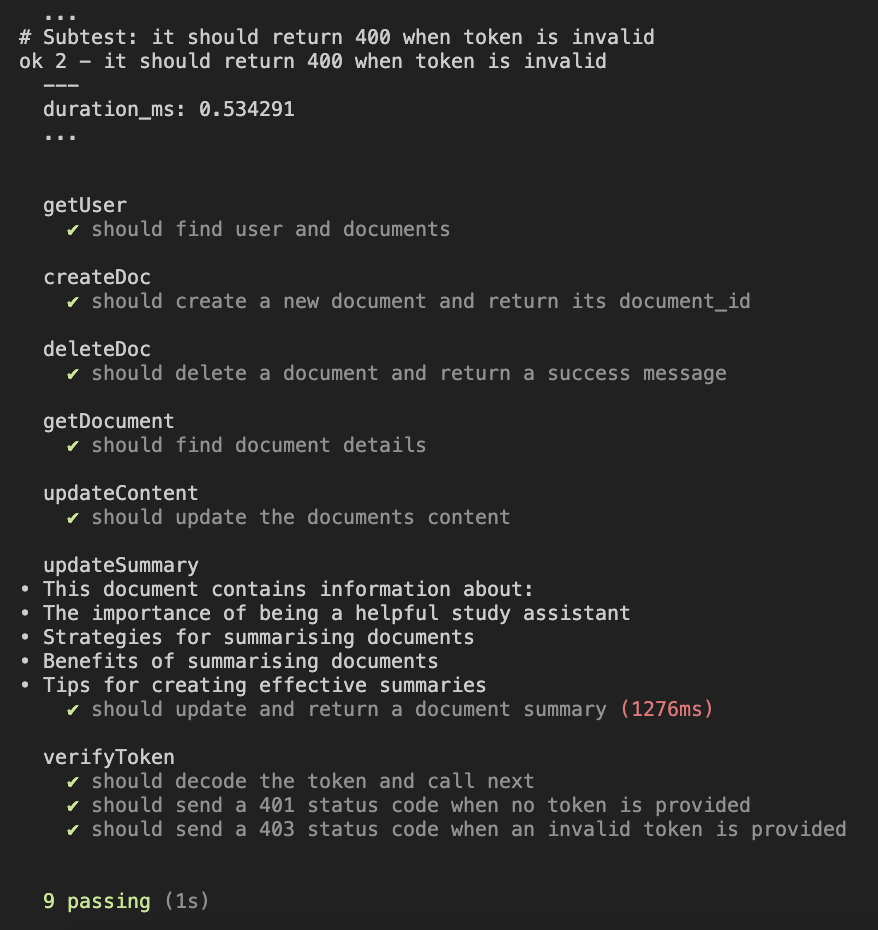 ...
# Subtest: it should return 400 when token is invalid
ok 2 - it should return 400 when token is invalid
---
duration_ms: 0.534291
...
getUser
✔ should find user and documents
createDoc
✔ should create a new document and return its document_id
deleteDoc
✔ should delete a document and return a success message
getDocument
✔ should find document details
updateContent
✔ should update the documents content
updateSummary
• This document contains information about:
• The importance of being a helpful study assistant
• Strategies for summarising documents
• Benefits of summarising documents
• Tips for creating effective summaries
✔ should update and return a document summary (1276ms)
verifyToken
✔ should decode the token and call next
✔ should send a 401 status code when no token is provided
✔ should send a 403 status code when an invalid token is provided
9 passing (1s)